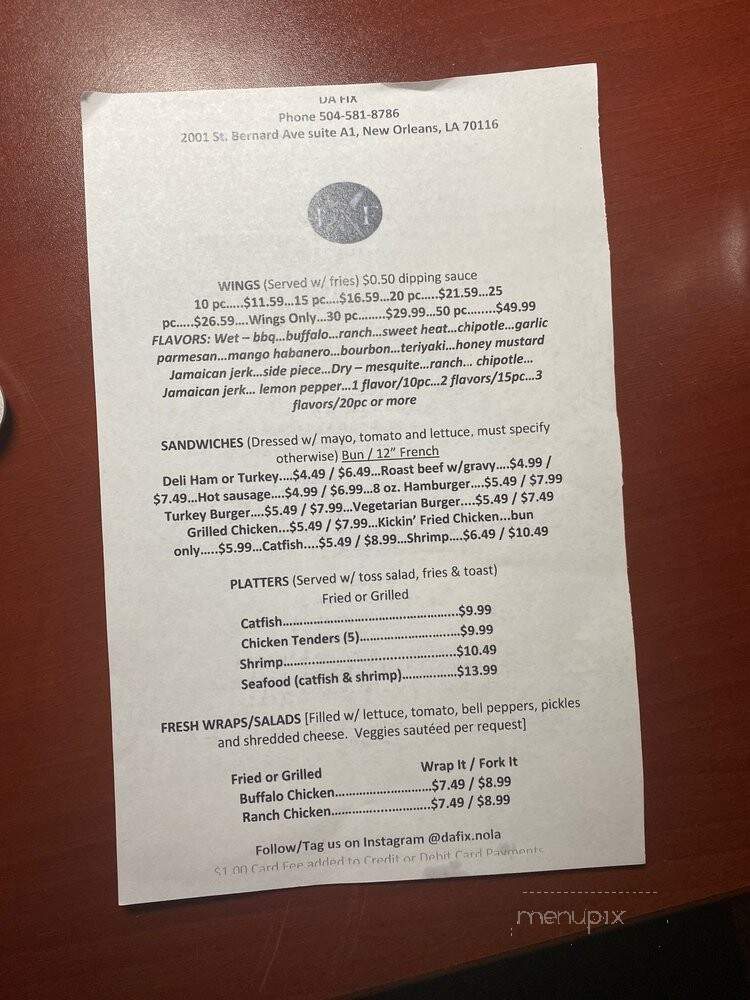 DA FIX
Phone 504-581-8786
2001 St. Bernard Ave suite A1, New Orleans, LA 70116
F F
WINGS (Served w/ fries) $0.50 dipping sauce
10 pc.....$11.59...15 pc....$16.59...20 pc.....$21.59...25
pc.....$26.59....Wings Only...30 pc.......$29.99...50 pc........$49.99
FLAVORS: Wet – bbq...buffalo...ranch...sweet heat...chipotle...garlic
parmesan...mango habanero...bourbon...teriyaki...honey mustard
Jamaican jerk...side piece...Dry – mesquite...ranch... chipotle...
Jamaican jerk... lemon pepper...1 flavor/10pc...2 flavors/15pc...3
flavors/20pc or more
SANDWICHES (Dressed w/ mayo, tomato and lettuce, must specify
otherwise) Bun / 12" French
Deli Ham or Turkey....$4.49 / $6.49...Roast beef w/gravy....$4.99 /
$7.49...Hot sausage....$4.99 / $6.99...8 oz. Hamburger....$5.49 / $7.99
Turkey Burger....$5.49 / $7.99...Vegetarian Burger....$5.49 / $7.49
Grilled Chicken...$5.49 / $7.99...Kickin' Fried Chicken...bun
only.....$5.99...Catfish....$5.49 / $8.99...Shrimp....$6.49 / $10.49
PLATTERS (Served w/ toss salad, fries & toast)
Fried or Grilled
Catfish..................................................$9.99
Chicken Tenders (5)............................$9.99
Shrimp.................................................$10.49
Seafood (catfish & shrimp)................$13.99
FRESH WRAPS/SALADS [Filled w/ lettuce, tomato, bell peppers, pickles
and shredded cheese. Veggies sautéed per request]
Fried or Grilled Wrap It / Fork It
Buffalo Chicken...........................$7.49 / $8.99
Ranch Chicken............................$7.49 / $8.99
Follow/Tag us on Instagram @dafix.nola
$1.00 Card Fee added to Credit or Debit Card Payments
menupix